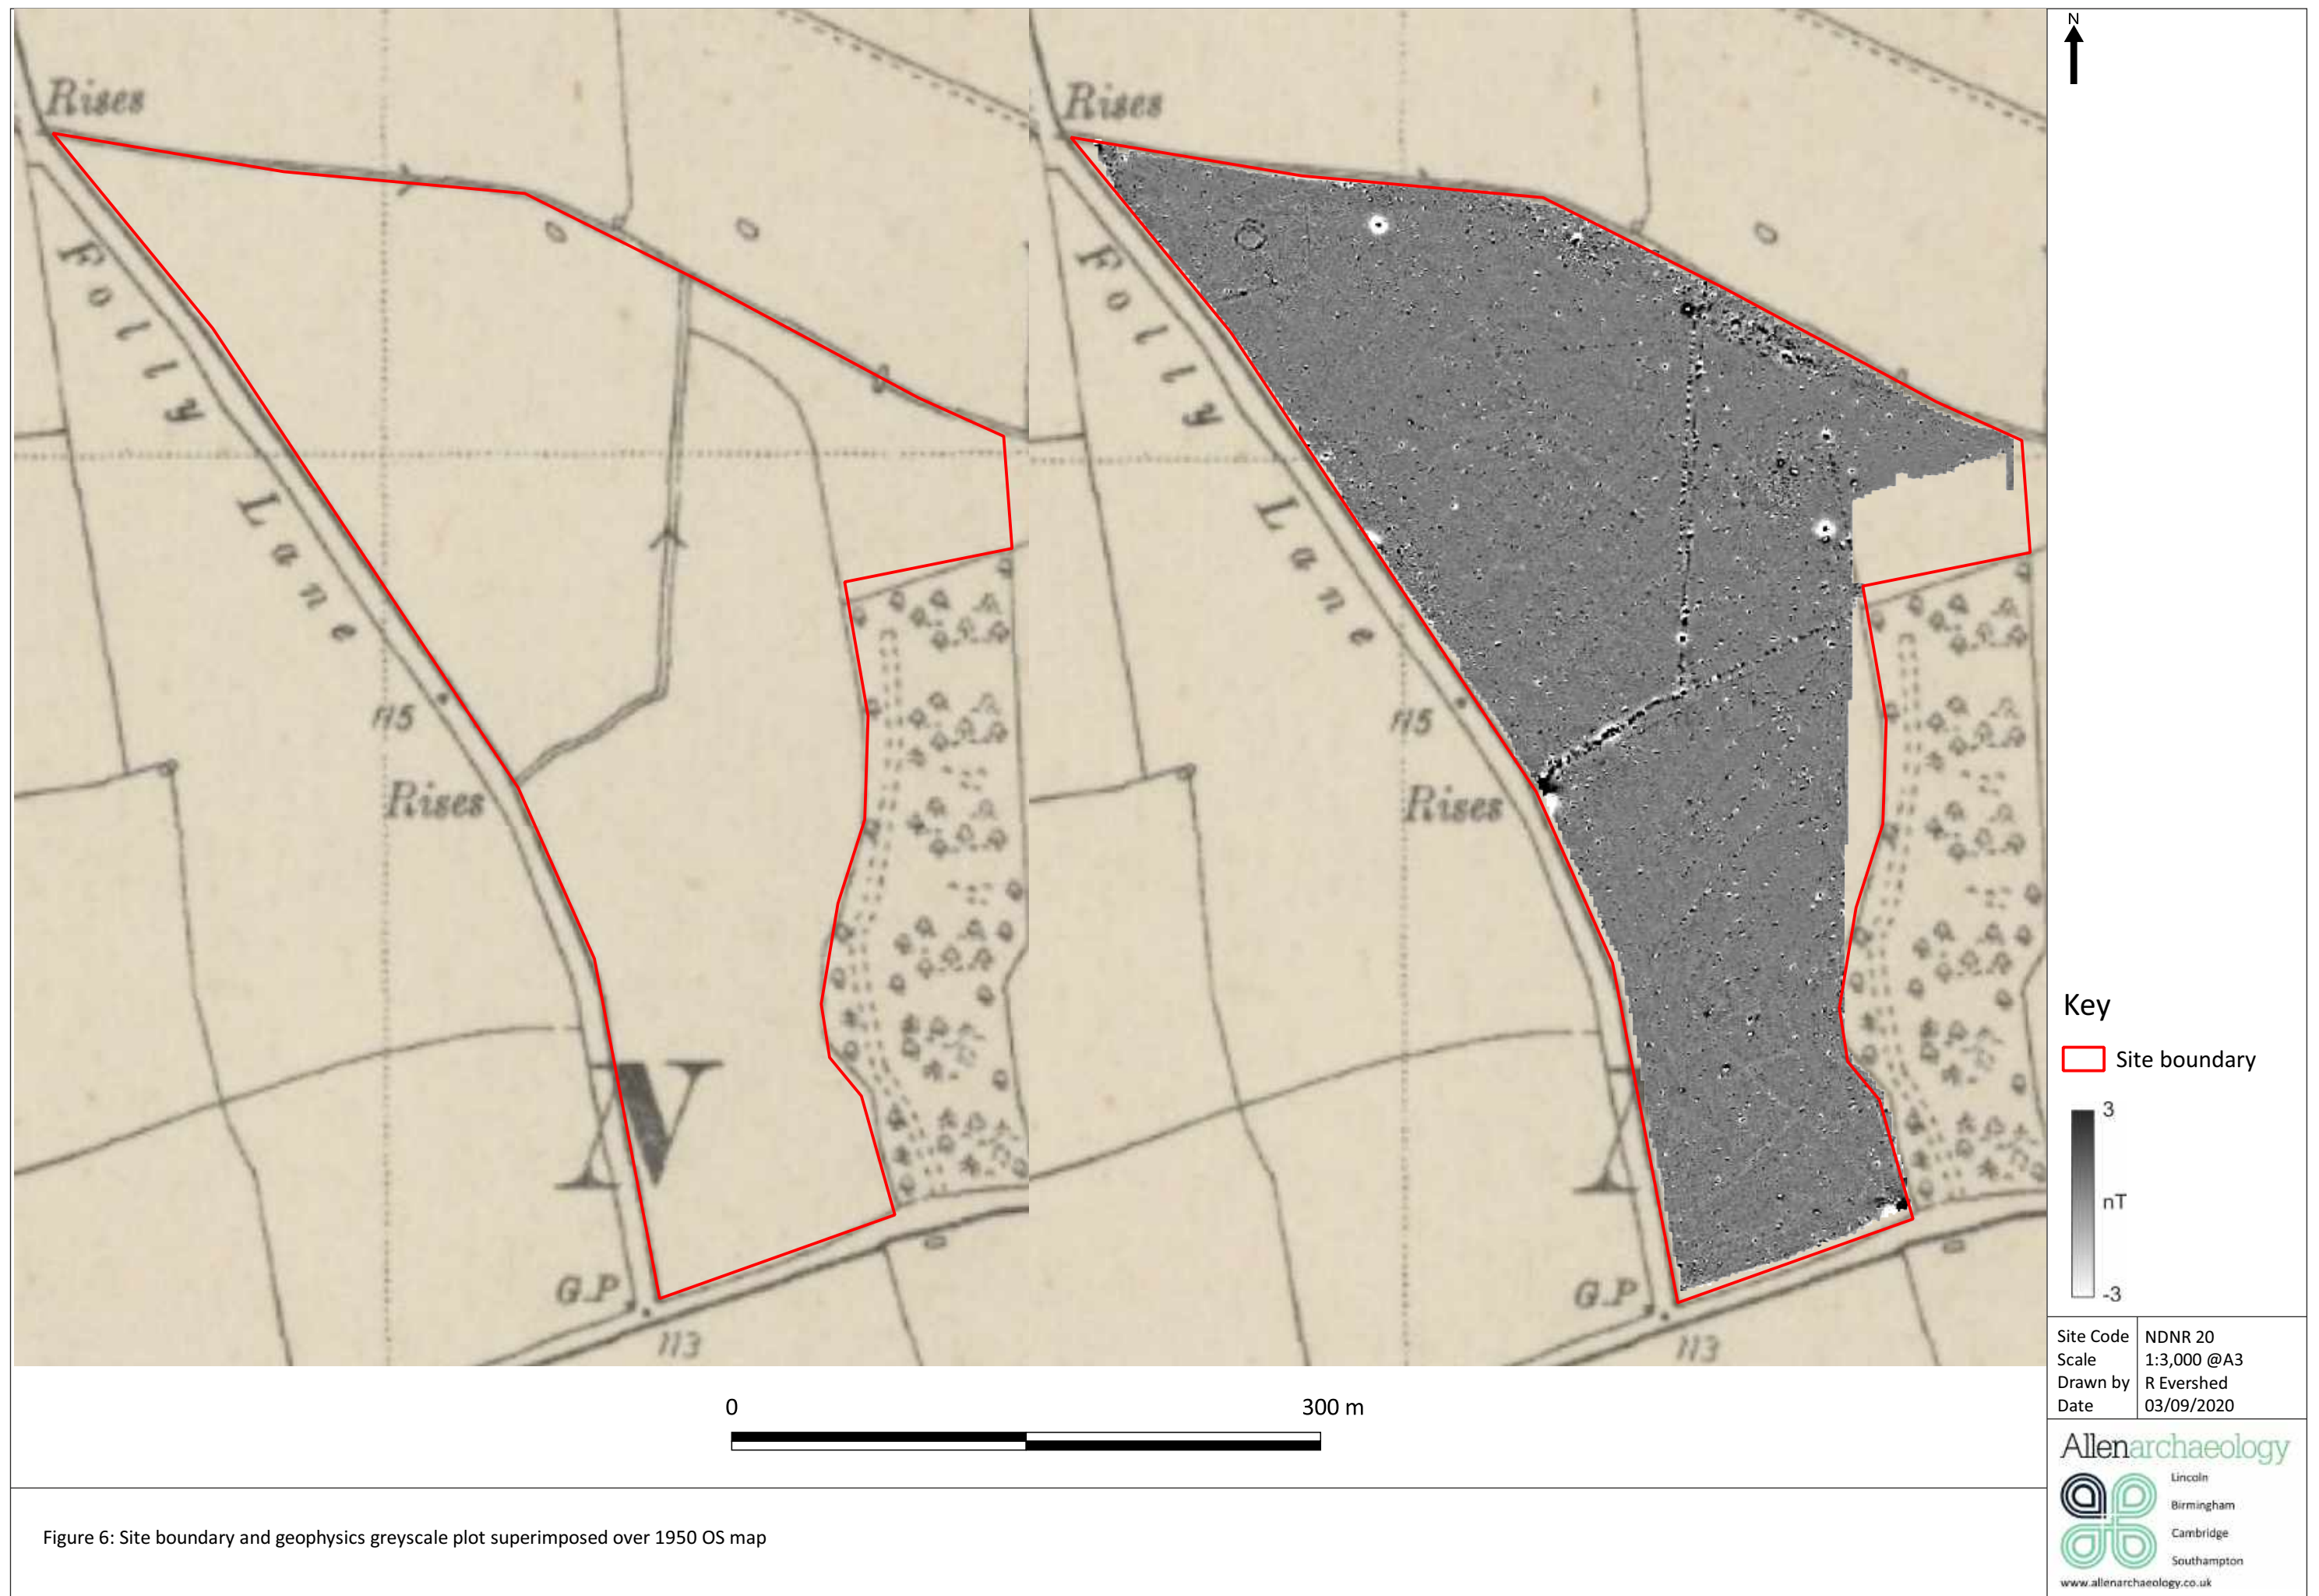 Rises
Folly Lane
115
Rises
N
G.P
113
Rises
Folly Lane
115
Rises
G.P
113
N
Key
Site boundary
3
nT
-3
0 300 m
Site Code NDNR 20
Scale 1:3,000 @A3
Drawn by R Evershed
Date 03/09/2020
Allenarchaeology
Lincoln
Birmingham
Cambridge
Southampton
www.allenarchaeology.co.uk
Figure 6: Site boundary and geophysics greyscale plot superimposed over 1950 OS map